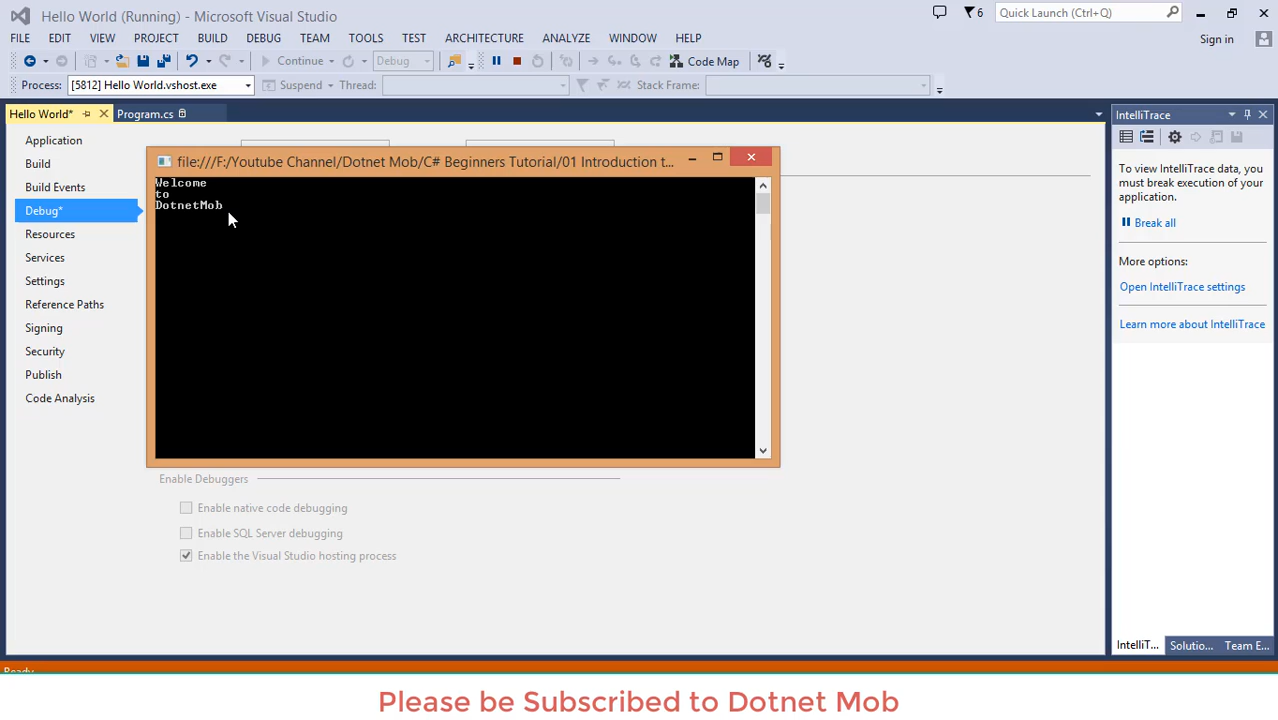 Hello World (Running) - Microsoft Visual Studio
6
Quick Launch (Ctrl+Q)
FILE EDIT VIEW PROJECT BUILD DEBUG TEAM TOOLS TEST ARCHITECTURE ANALYZE WINDOW HELP
Sign in
Continue Debug Code Map
Process: [5812] Hello World.vshost.exe Suspend Thread: Stack Frame:
Hello World* Program.cs
IntelliTrace
Application
Build
Build Events
Debug*
Resources
Services
Settings
Reference Paths
Signing
Security
Publish
Code Analysis
file:///F:/Youtube Channel/Dotnet Mob/C# Beginners Tutorial/01 Introduction t...
Welcome
to
DotnetMob
Enable Debuggers
Enable native code debugging
Enable SQL Server debugging
Enable the Visual Studio hosting process
To view IntelliTrace data, you
must break execution of your
application.
Break all
More options:
Open IntelliTrace settings
Learn more about IntelliTrace
IntelliT... Solutio... Team E...
Ready
Please be Subscribed to Dotnet Mob